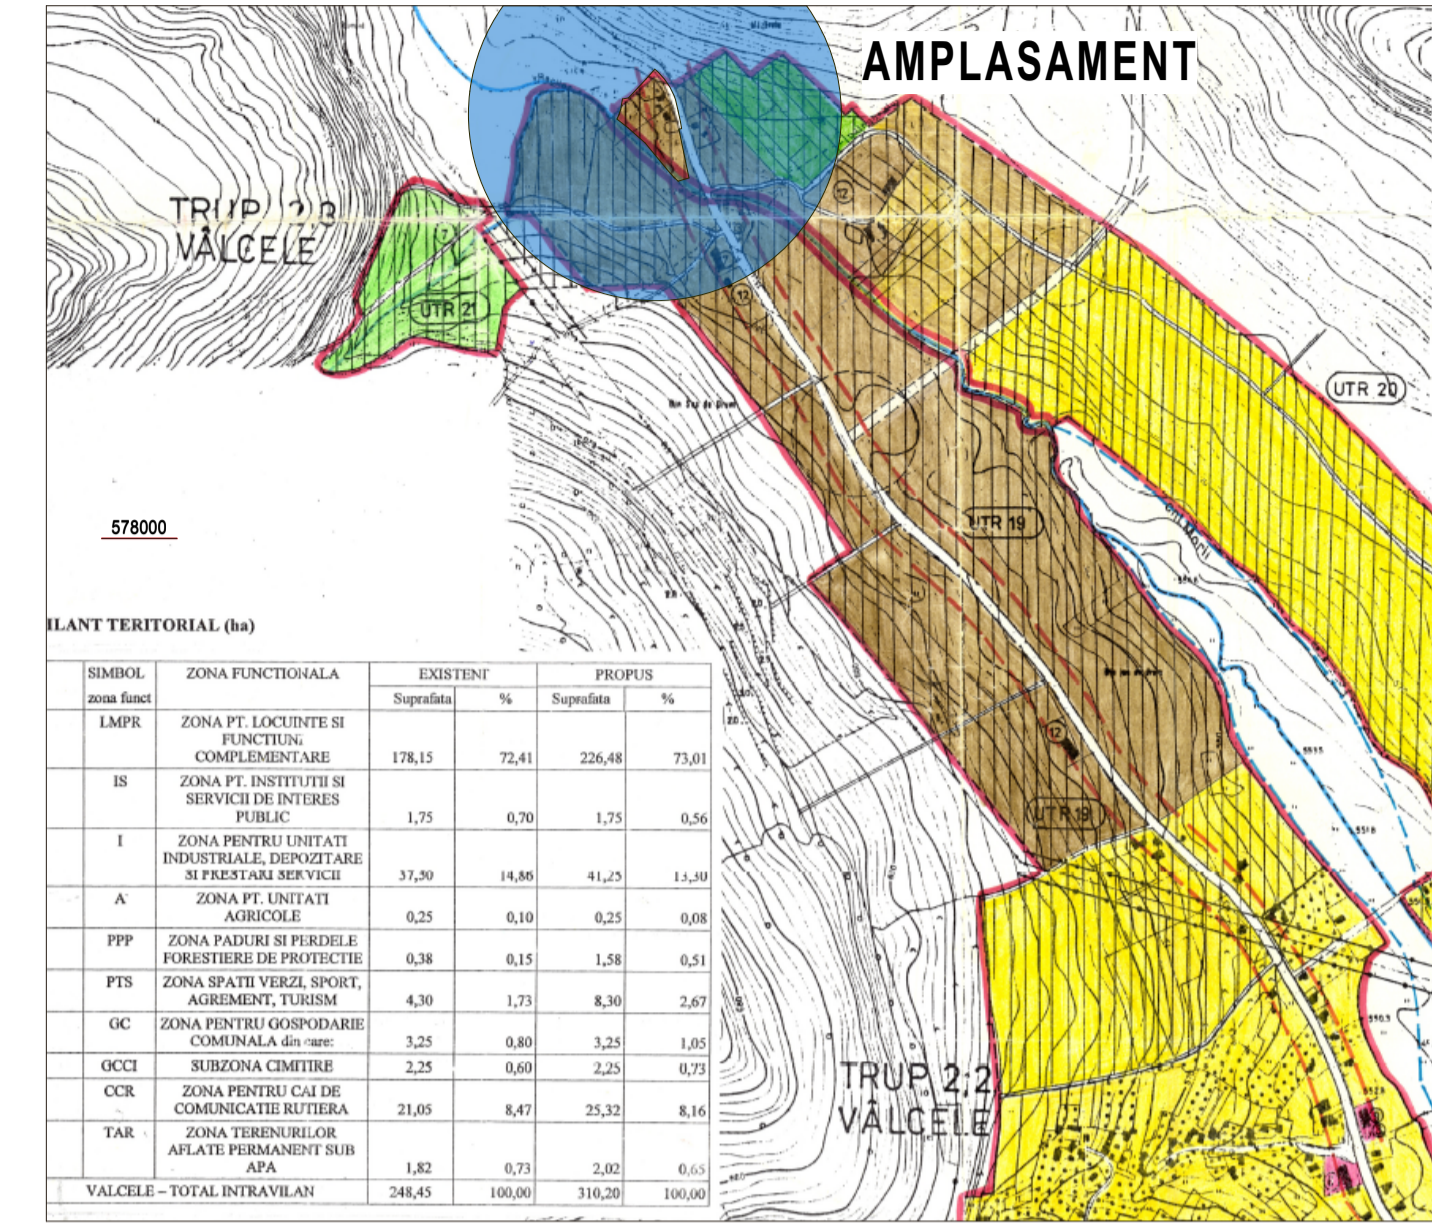 AMPLASAMENT
TRUP 2.3
VÂLCELE
7
UTR 21
12
12
UTR 20
UTR 19
578000
12
UTR 19
TRUP 2.2
VÂLCELE
ILANT TERITORIAL (ha)
SIMBOL zona funct ZONA FUNCTIONALA EXISTENT PROPUS
Suprafata % Suprafata %
LMPR ZONA PT. LOCUINTE SI
FUNCTIUNI
COMPLEMENTARE 178,15 72,41 226,48 73,01
IS ZONA PT. INSTITUTII SI
SERVICII DE INTERES
PUBLIC 1,75 0,70 1,75 0,56
I ZONA PENTRU UNITATI
INDUSTRIALE, DEPOZITARE
SI PRESTARI SERVICII 37,50 14,86 41,25 13,30
A ZONA PT. UNITATI
AGRICOLE 0,25 0,10 0,25 0,08
PPP ZONA PADURI SI PERDELE
FORESTIERE DE PROTECTIE 0,38 0,15 1,58 0,51
PTS ZONA SPATII VERZI, SPORT,
AGREMENT, TURISM 4,30 1,73 8,30 2,67
GC ZONA PENTRU GOSPODARIE
COMUNALA din care: 3,25 0,80 3,25 1,05
GCCI SUBZONA CIMITIRE 2,25 0,60 2,25 0,73
CCR ZONA PENTRU CAI DE
COMUNICATIE RUTIERA 21,05 8,47 25,32 8,16
TAR ZONA TERENURILOR
AFLATE PERMANENT SUB
APA 1,82 0,73 2,02 0,65
VALCELE – TOTAL INTRAVILAN 248,45 100,00 310,20 100,00